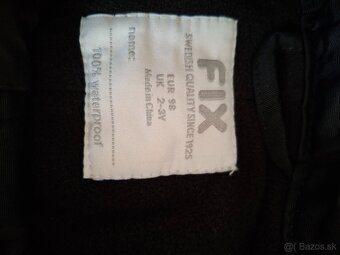 FIX
SWEDISH QUALITY SINCE 1925
EUR 98
UK 2-3Y
Made in China
name:
100% waterproof
Bazos.sk